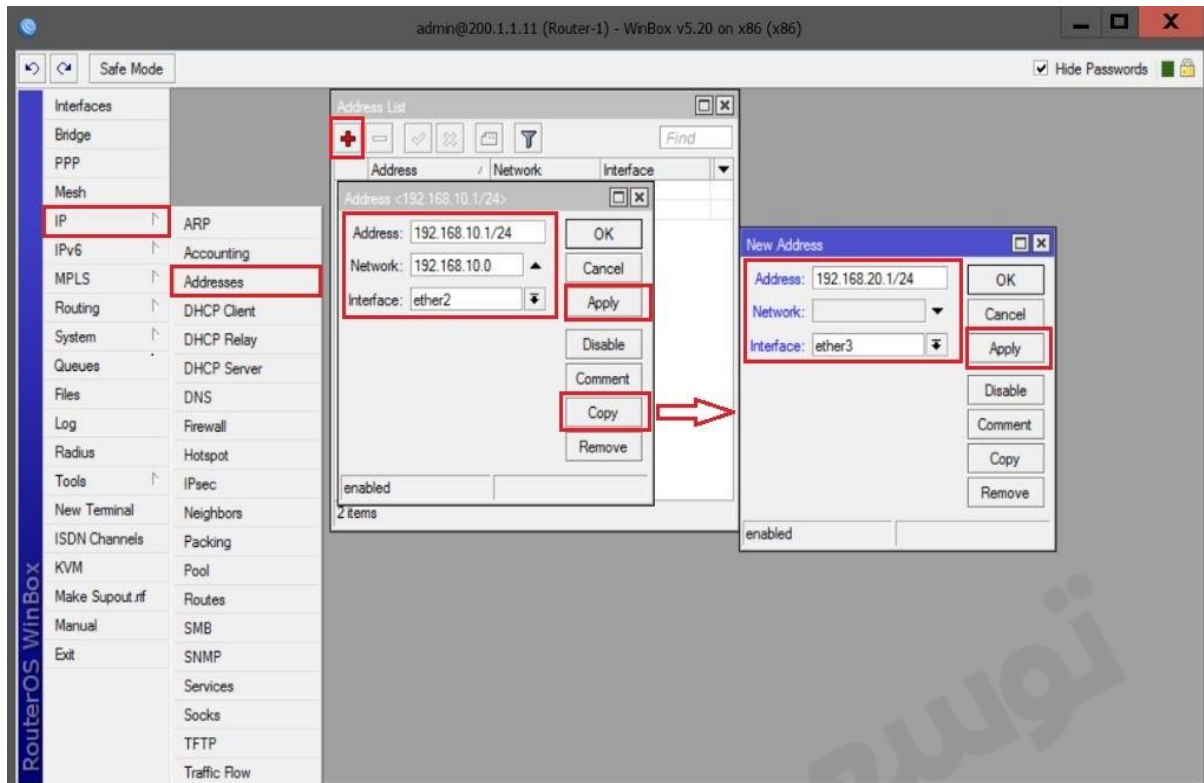 admin@200.1.1.11 (Router-1) - WinBox v5.20 on x86 (x86)
Safe Mode
Hide Passwords
RouterOS WinBox
Interfaces
Bridge
PPP
Mesh
IP
IPv6
MPLS
Routing
System
Queues
Files
Log
Radius
Tools
New Terminal
ISDN Channels
KVM
Make Supout.rif
Manual
Exit
ARP
Accounting
Addresses
DHCP Client
DHCP Relay
DHCP Server
DNS
Firewall
Hotspot
IPsec
Neighbors
Packing
Pool
Routes
SMB
SNMP
Services
Socks
TFTP
Traffic Flow
Address List
Find
Address / Network Interface
Address <192.168.10.1/24>
Address: 192.168.10.1/24
Network: 192.168.10.0
Interface: ether2
OK
Cancel
Apply
Disable
Comment
Copy
Remove
enabled
2 items
New Address
Address: 192.168.20.1/24
Network:
Interface: ether3
OK
Cancel
Apply
Disable
Comment
Copy
Remove
enabled